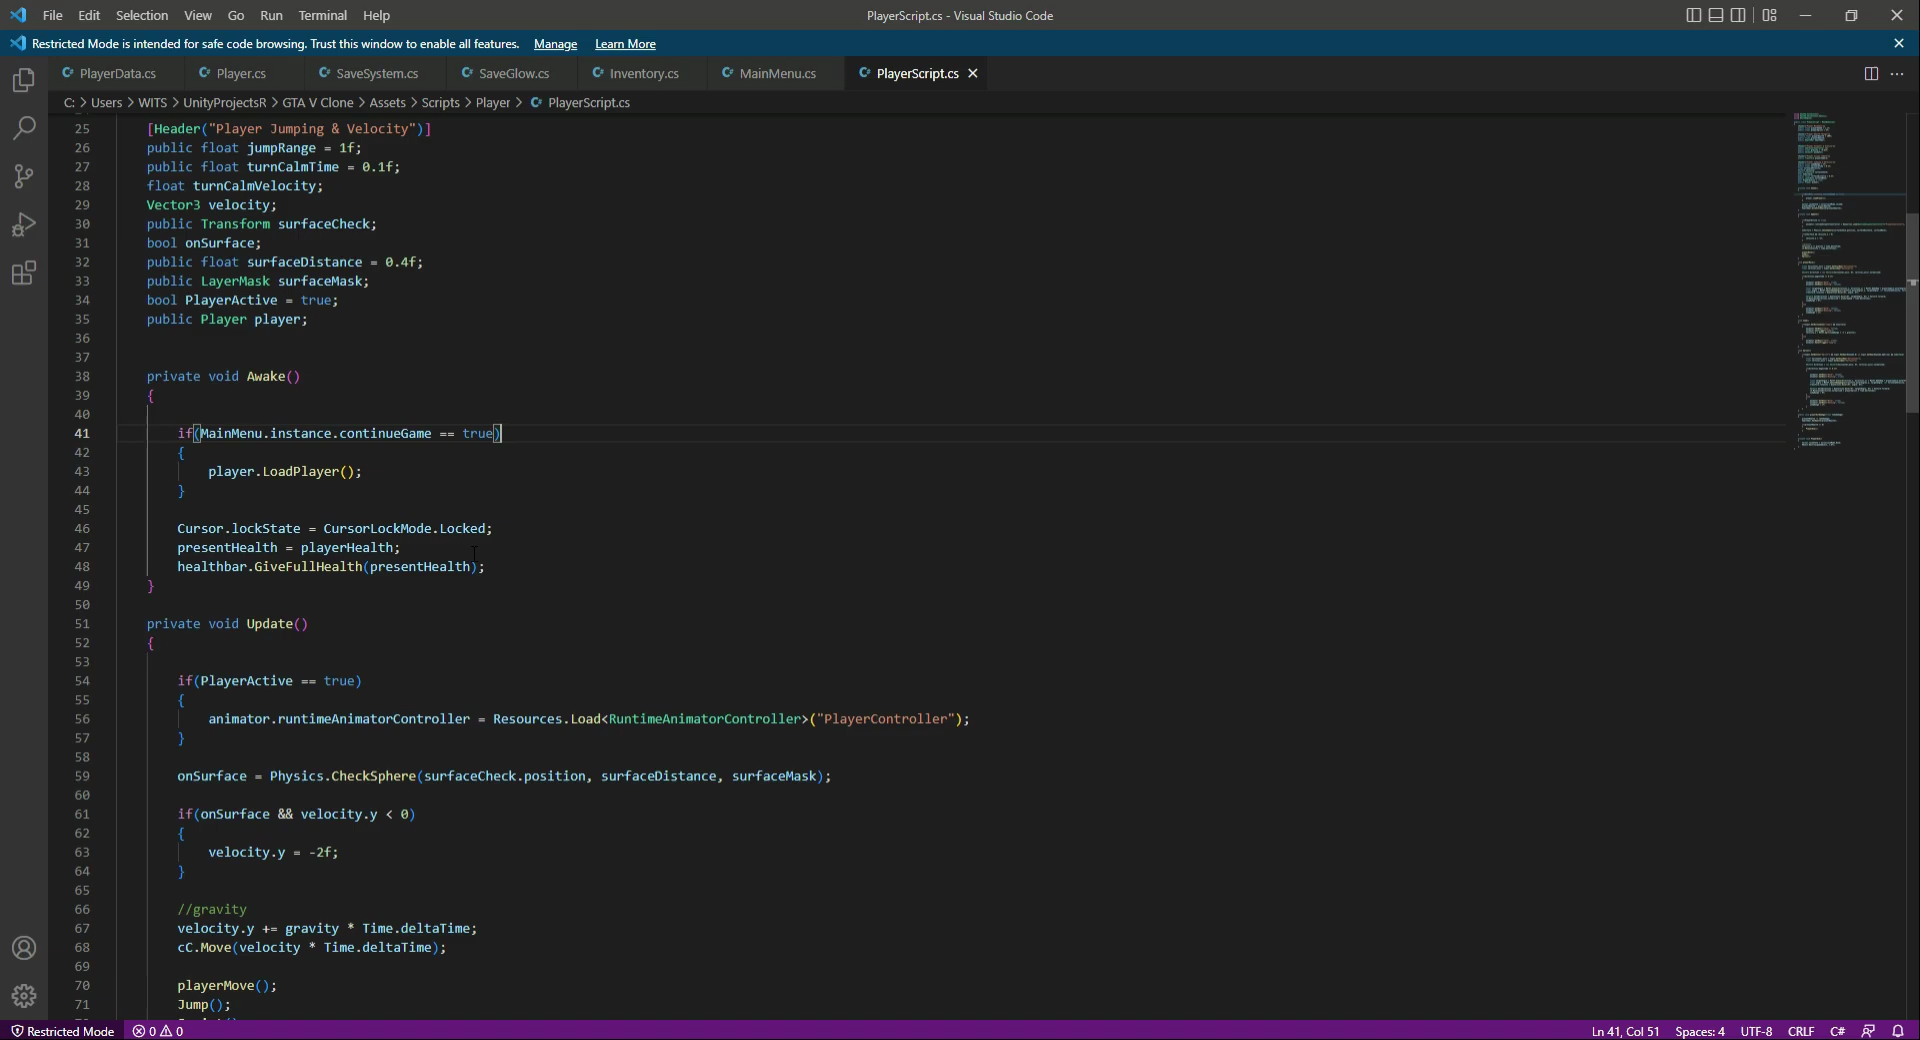 File Edit Selection View Go Run Terminal Help PlayerScript.cs - Visual Studio Code
Restricted Mode is intended for safe code browsing. Trust this window to enable all features. Manage Learn More
PlayerData.cs Player.cs SaveSystem.cs SaveGlow.cs Inventory.cs MainMenu.cs PlayerScript.cs
C: > Users > WITS > UnityProjectsR > GTA V Clone > Assets > Scripts > Player > PlayerScript.cs
25 [Header("Player Jumping & Velocity")]
26 public float jumpRange = 1f;
27 public float turnCalmTime = 0.1f;
28 float turnCalmVelocity;
29 Vector3 velocity;
30 public Transform surfaceCheck;
31 bool onSurface;
32 public float surfaceDistance = 0.4f;
33 public LayerMask surfaceMask;
34 bool PlayerActive = true;
35 public Player player;
36
37
38 private void Awake()
39 {
40
41 if(MainMenu.instance.continueGame == true)
42 {
43 player.LoadPlayer();
44 }
45
46 Cursor.lockState = CursorLockMode.Locked;
47 presentHealth = playerHealth;
48 healthbar.GiveFullHealth(presentHealth);
49 }
50
51 private void Update()
52 {
53
54 if(PlayerActive == true)
55 {
56 animator.runtimeAnimatorController = Resources.Load<RuntimeAnimatorController>("PlayerController");
57 }
58
59 onSurface = Physics.CheckSphere(surfaceCheck.position, surfaceDistance, surfaceMask);
60
61 if(onSurface && velocity.y < 0)
62 {
63 velocity.y = -2f;
64 }
65
66 //gravity
67 velocity.y += gravity * Time.deltaTime;
68 cC.Move(velocity * Time.deltaTime);
69
70 playerMove();
71 Jump();
Restricted Mode 0 0 Ln 41, Col 51 Spaces: 4 UTF-8 CRLF C#